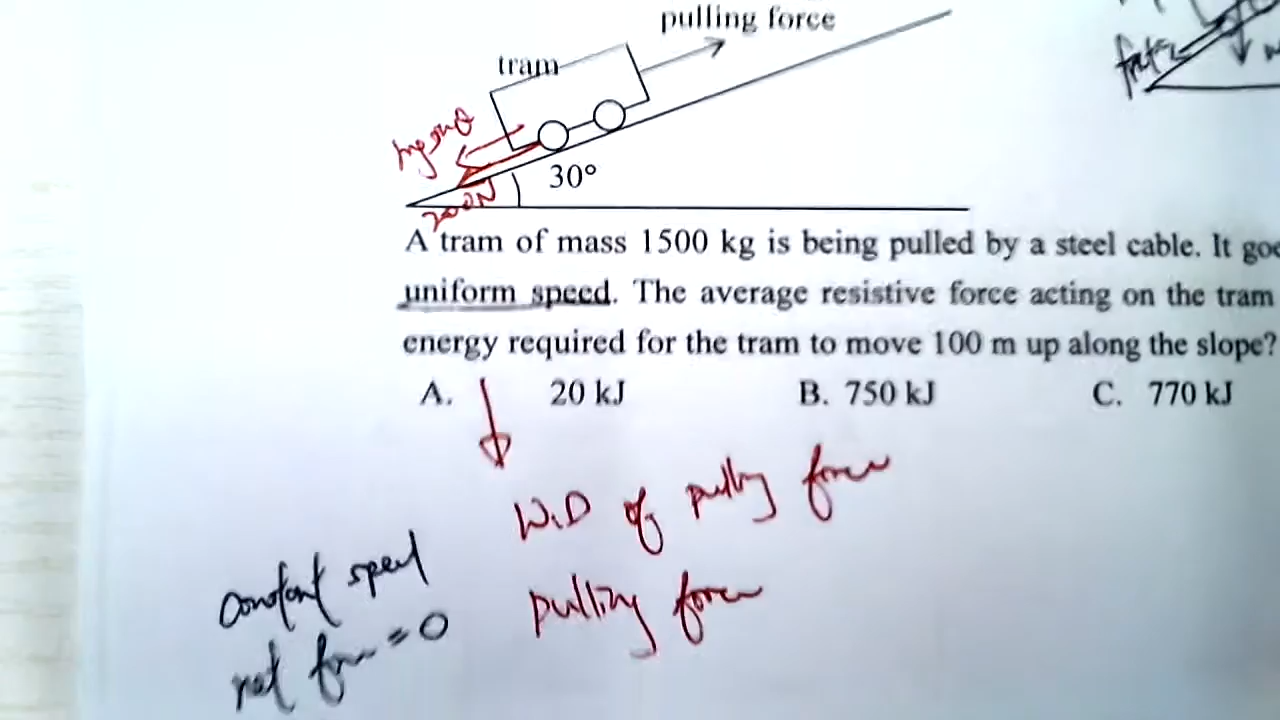 pulling force
tram
mg sin θ
30°
200N
A tram of mass 1500 kg is being pulled by a steel cable. It goe
uniform speed. The average resistive force acting on the tram
energy required for the tram to move 100 m up along the slope?
A. 20 kJ B. 750 kJ C. 770 kJ
W.D of pulling force
constant speed
pulling force
net force = 0